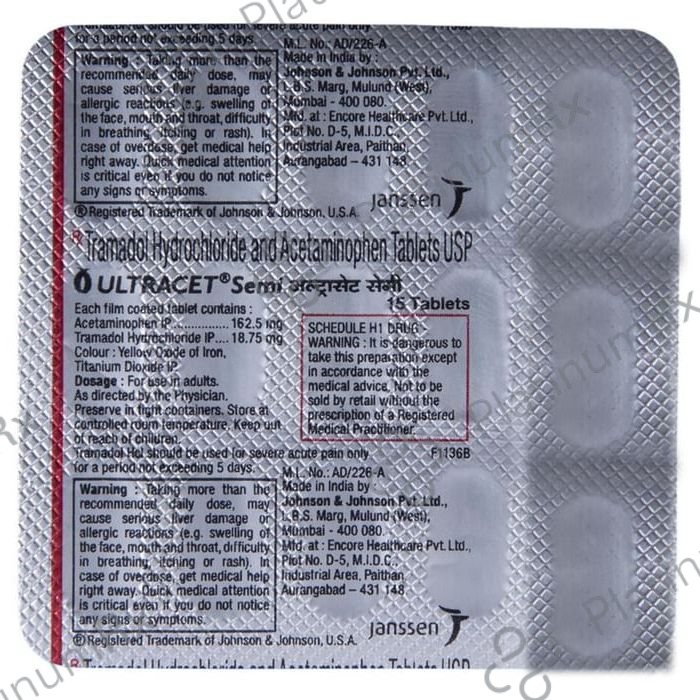 Tramadol Hcl should be used for severe acute pain only F1136B
for a period not exceeding 5 days.
Warning : Taking more than the
recommended daily dose, may
cause serious liver damage or
allergic reactions (e.g. swelling of
the face, mouth and throat, difficulty
in breathing, itching or rash). In
case of overdose, get medical help
right away. Quick medical attention
is critical even if you do not notice
any signs or symptoms.
M.L. No.: AD/226-A
Made in India by :
Johnson & Johnson Pvt. Ltd.,
L.B.S. Marg, Mulund (West),
Mumbai - 400 080.
Mfd. at : Encore Healthcare Pvt. Ltd.,
Plot No. D-5, M.I.D.C.,
Industrial Area, Paithan,
Aurangabad – 431 148
janssen
®Registered Trademark of Johnson & Johnson, U.S.A.
Rx Tramadol Hydrochloride and Acetaminophen Tablets USP
ULTRACET® Semi अल्ट्रासेट सेमी
15 Tablets
Each film coated tablet contains :
Acetaminophen IP............... 162.5 mg
Tramadol Hydrochloride IP.... 18.75 mg
Colour : Yellow Oxide of Iron,
Titanium Dioxide IP
Dosage : For use in adults.
As directed by the Physician.
Preserve in tight containers. Store at
controlled room temperature. Keep out
of reach of children.
SCHEDULE H1 DRUG
WARNING : It is dangerous to
take this preparation except
in accordance with the
medical advice. Not to be
sold by retail without the
prescription of a Registered
Medical Practitioner.
Tramadol Hcl should be used for severe acute pain only F1136B
for a period not exceeding 5 days.
Warning : Taking more than the
recommended daily dose, may
cause serious liver damage or
allergic reactions (e.g. swelling of
the face, mouth and throat, difficulty
in breathing, itching or rash). In
case of overdose, get medical help
right away. Quick medical attention
is critical even if you do not notice
any signs or symptoms.
M.L. No.: AD/226-A
Made in India by :
Johnson & Johnson Pvt. Ltd.,
L.B.S. Marg, Mulund (West),
Mumbai - 400 080.
Mfd. at : Encore Healthcare Pvt. Ltd.,
Plot No. D-5, M.I.D.C.,
Industrial Area, Paithan,
Aurangabad – 431 148
janssen
®Registered Trademark of Johnson & Johnson, U.S.A.
Rx Tramadol Hydrochloride and Acetaminophen Tablets USP